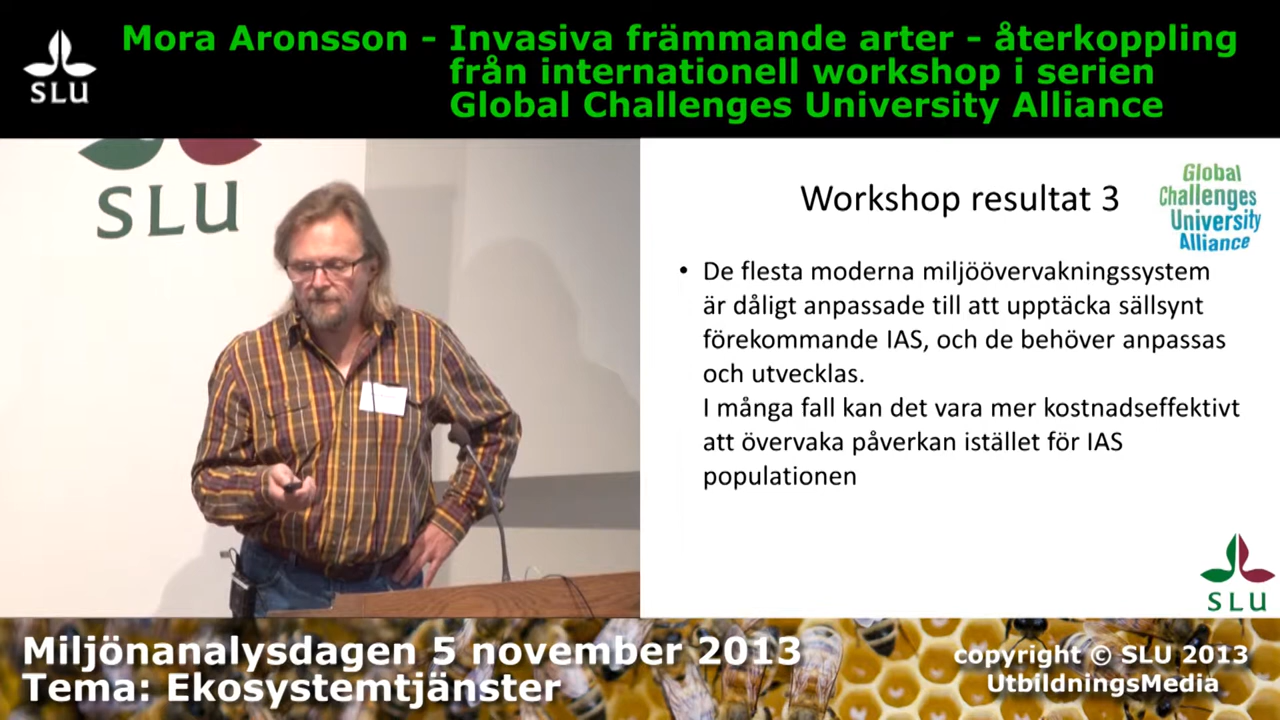 SLU
Mora Aronsson - Invasiva främmande arter - återkoppling
från internationell workshop i serien
Global Challenges University Alliance
SLU
Workshop resultat 3
Global
Challenges
University
Alliance
• De flesta moderna miljöövervakningssystem
är dåligt anpassade till att upptäcka sällsynt
förekommande IAS, och de behöver anpassas
och utvecklas.
I många fall kan det vara mer kostnadseffektivt
att övervaka påverkan istället för IAS
populationen
SLU
Miljönanalysdagen 5 november 2013
Tema: Ekosystemtjänster
copyright © SLU 2013
UtbildningsMedia